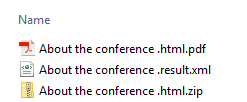 Name
About the conference .html.pdf
About the conference .result.xml
About the conference .html.zip